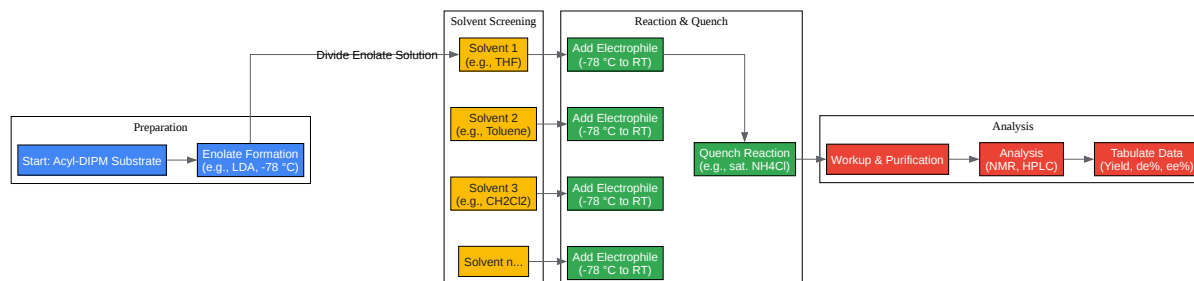 Preparation
Start: Acyl-DIPM Substrate
Enolate Formation
(e.g., LDA, -78 °C)
Divide Enolate Solution
Solvent Screening
Solvent 1
(e.g., THF)
Solvent 2
(e.g., Toluene)
Solvent 3
(e.g., CH2Cl2)
Solvent n...
Reaction & Quench
Add Electrophile
(-78 °C to RT)
Add Electrophile
(-78 °C to RT)
Add Electrophile
(-78 °C to RT)
Add Electrophile
(-78 °C to RT)
Quench Reaction
(e.g., sat. NH4Cl)
Analysis
Workup & Purification
Analysis
(NMR, HPLC)
Tabulate Data
(Yield, de%, ee%)